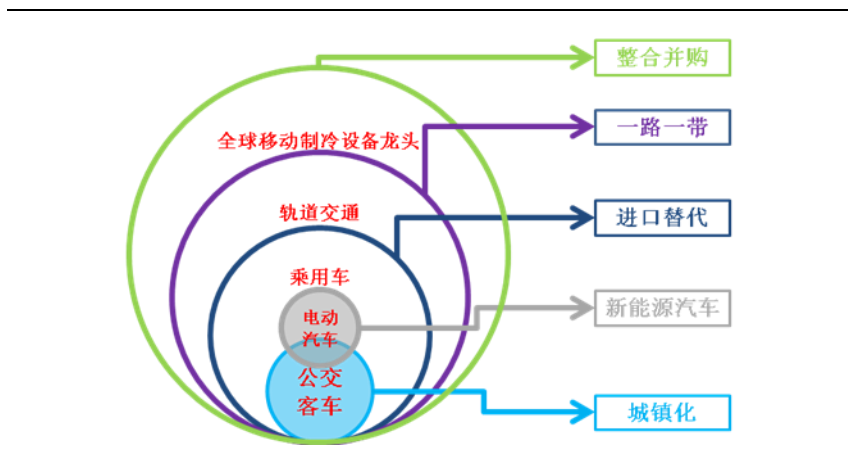 整合并购
一路一带
全球移动制冷设备龙头
轨道交通
进口替代
乘用车
电动
汽车
新能源汽车
公交
客车
城镇化